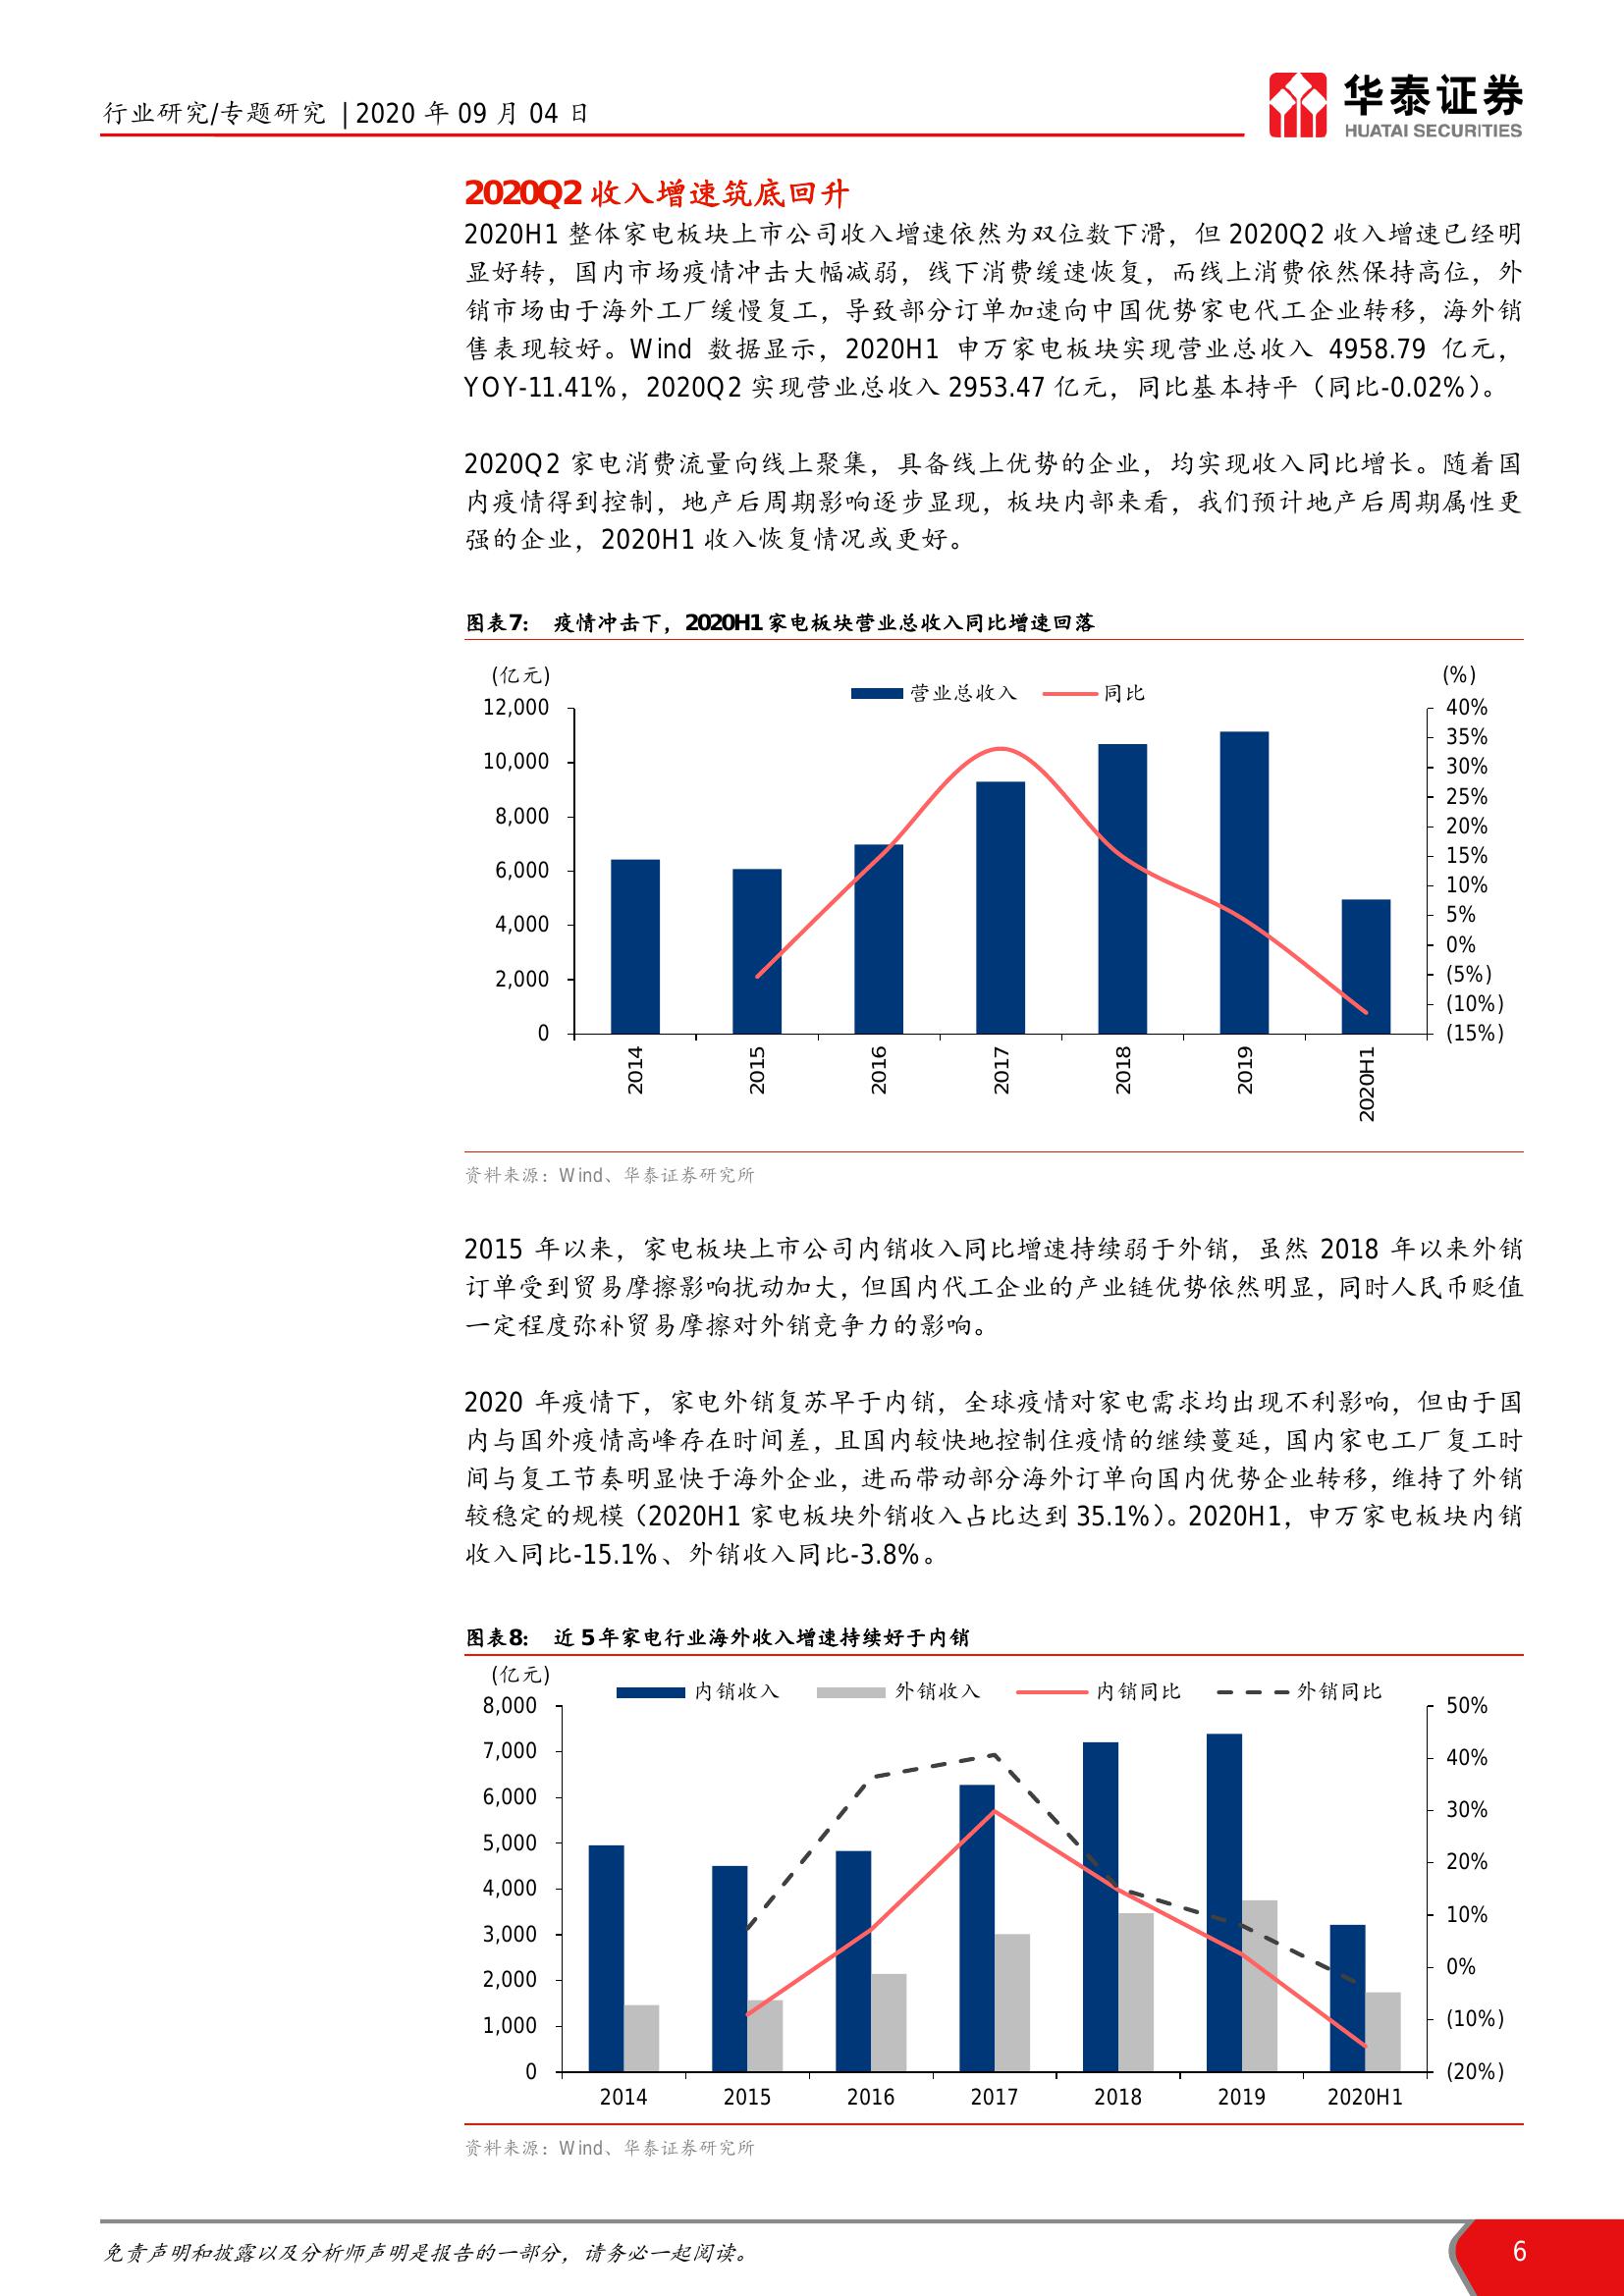 行业研究/专题研究 | 2020 年 09 月 04 日
华泰证券
HUATAI SECURITIES
2020Q2 收入增速筑底回升
2020H1 整体家电板块上市公司收入增速依然为双位数下滑，但 2020Q2 收入增速已经明
显好转，国内市场疫情冲击大幅减弱，线下消费缓速恢复，而线上消费依然保持高位，外
销市场由于海外工厂缓慢复工，导致部分订单加速向中国优势家电代工企业转移，海外销
售表现较好。Wind 数据显示，2020H1 申万家电板块实现营业总收入 4958.79 亿元，
YOY-11.41%，2020Q2 实现营业总收入 2953.47 亿元，同比基本持平（同比-0.02%）。
2020Q2 家电消费流量向线上聚集，具备线上优势的企业，均实现收入同比增长。随着国
内疫情得到控制，地产后周期影响逐步显现，板块内部来看，我们预计地产后周期属性更
强的企业，2020H1 收入恢复情况或更好。
图表7： 疫情冲击下，2020H1 家电板块营业总收入同比增速回落
(亿元) (%)
营业总收入 同比
12,000 40%
35%
10,000 30%
25%
8,000 20%
15%
6,000 10%
5%
4,000 0%
2,000 (5%)
(10%)
0 (15%)
2014 2015 2016 2017 2018 2019 2020H1
资料来源：Wind、华泰证券研究所
2015 年以来，家电板块上市公司内销收入同比增速持续弱于外销，虽然 2018 年以来外销
订单受到贸易摩擦影响扰动加大，但国内代工企业的产业链优势依然明显，同时人民币贬值
一定程度弥补贸易摩擦对外销竞争力的影响。
2020 年疫情下，家电外销复苏早于内销，全球疫情对家电需求均出现不利影响，但由于国
内与国外疫情高峰存在时间差，且国内较快地控制住疫情的继续蔓延，国内家电工厂复工时
间与复工节奏明显快于海外企业，进而带动部分海外订单向国内优势企业转移，维持了外销
较稳定的规模（2020H1 家电板块外销收入占比达到 35.1%）。2020H1，申万家电板块内销
收入同比-15.1%、外销收入同比-3.8%。
图表8： 近 5 年家电行业海外收入增速持续好于内销
(亿元)
内销收入 外销收入 内销同比 外销同比
8,000 50%
7,000 40%
6,000 30%
5,000 20%
4,000
3,000 10%
2,000 0%
1,000 (10%)
0 (20%)
2014 2015 2016 2017 2018 2019 2020H1
资料来源：Wind、华泰证券研究所
免责声明和披露以及分析师声明是报告的一部分，请务必一起阅读。 6